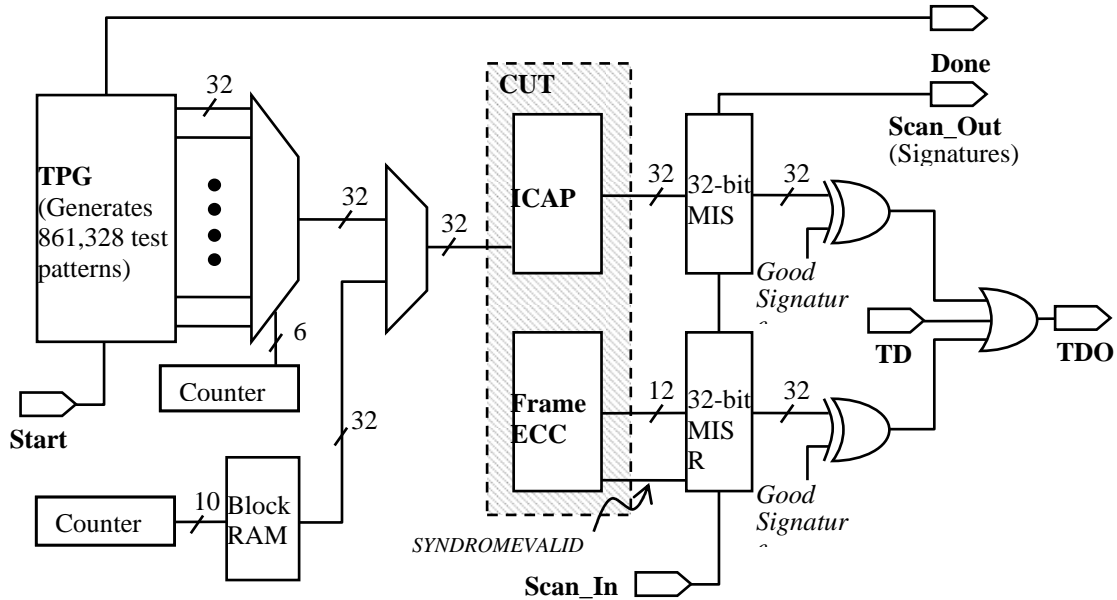 Done
32
CUT
Scan_Out
(Signatures)
TPG
(Generates
861,328 test
patterns)
32
32
ICAP
32
32-bit
MIS
32
Good
Signatur
6
Counter
Start
TD
TDO
32
Frame
ECC
12
32-bit
MIS
R
32
Good
Signatur
Counter
10
Block
RAM
SYNDROMEVALID
Scan_In